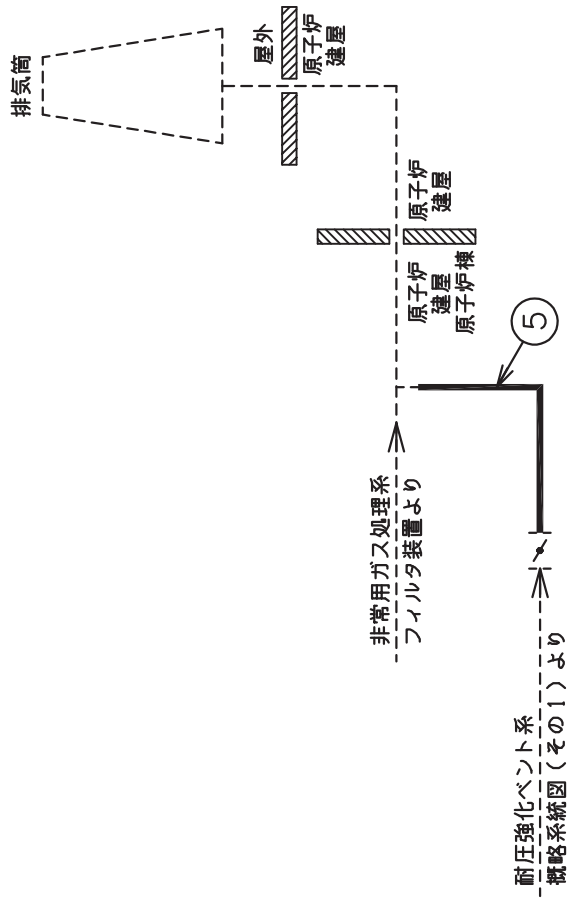 排気筒
屋外
原子炉
建屋
原子炉
建屋
原子炉
建屋
原子炉棟
5
非常用ガス処理系
フィルタ装置より
耐圧強化ベント系
概略系統図（その１）より